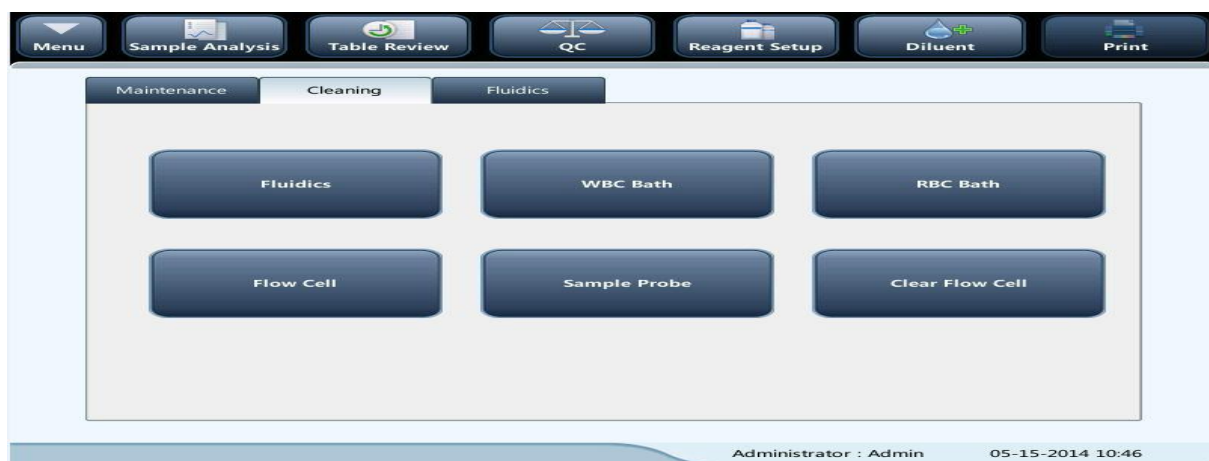 Menu Sample Analysis Table Review QC Reagent Setup Diluent Print
Maintenance Cleaning Fluidics
Fluidics WBC Bath RBC Bath
Flow Cell Sample Probe Clear Flow Cell
Administrator : Admin 05-15-2014 10:46